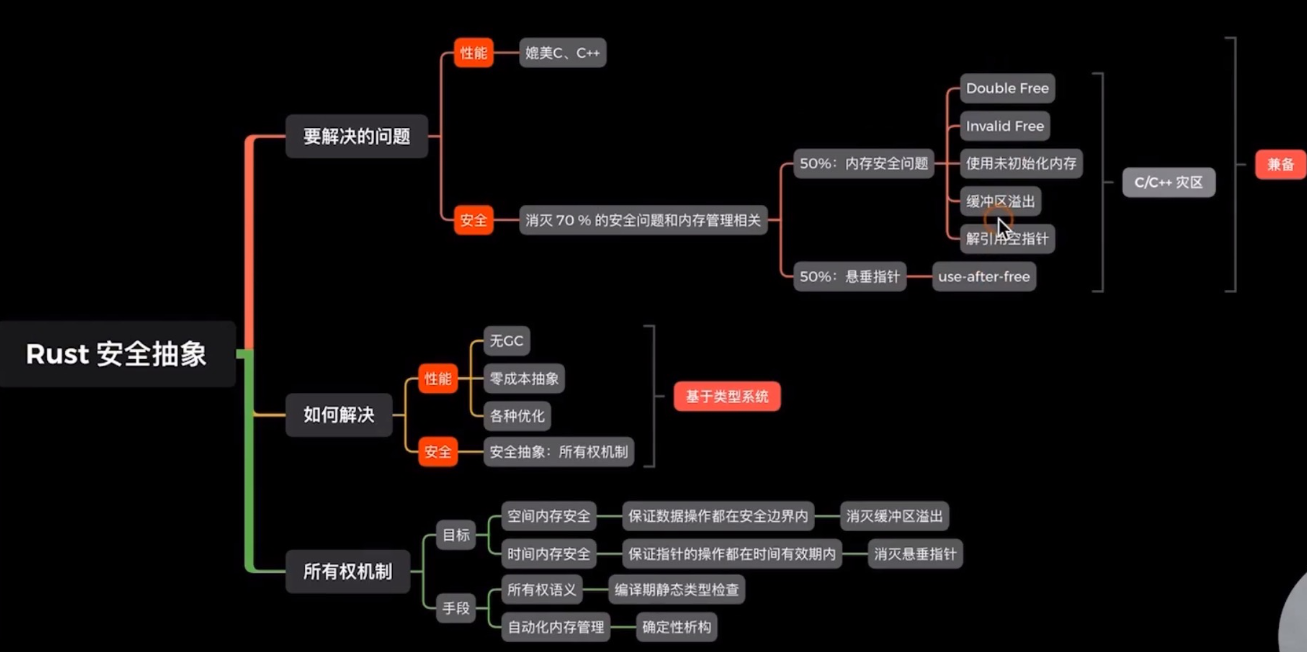 Rust 安全抽象
要解决的问题
性能
媲美C、C++
安全
消灭 70 % 的安全问题和内存管理相关
50%：内存安全问题
Double Free
Invalid Free
使用未初始化内存
缓冲区溢出
解引用空指针
50%：悬垂指针
use-after-free
C/C++ 灾区
兼备
如何解决
性能
无GC
零成本抽象
各种优化
安全
安全抽象：所有权机制
基于类型系统
所有权机制
目标
空间内存安全
保证数据操作都在安全边界内
消灭缓冲区溢出
时间内存安全
保证指针的操作都在时间有效期内
消灭悬垂指针
手段
所有权语义
编译期静态类型检查
自动化内存管理
确定性析构